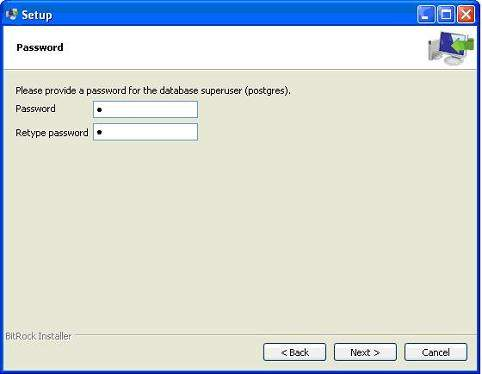 Setup
Password
Please provide a password for the database superuser (postgres).
Password ●
Retype password ●
BitRock Installer
< Back Next > Cancel